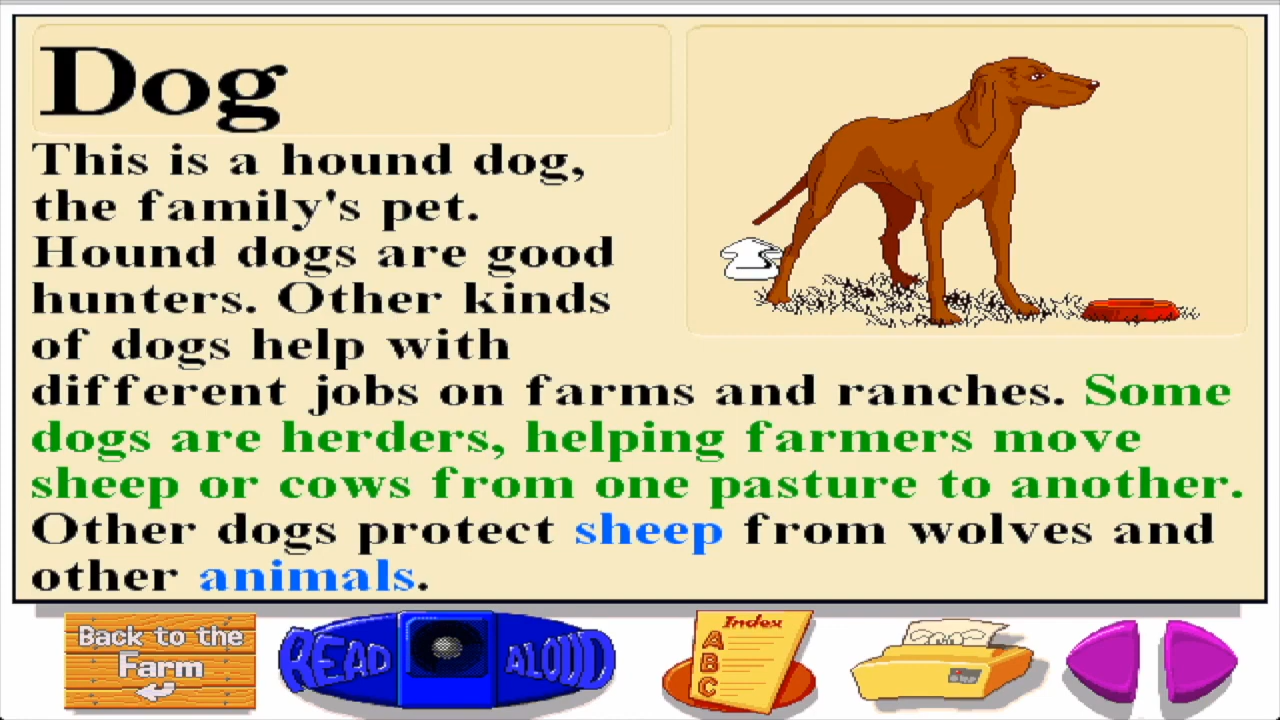 Dog
This is a hound dog,
the family's pet.
Hound dogs are good
hunters. Other kinds
of dogs help with
different jobs on farms and ranches. Some
dogs are herders, helping farmers move
sheep or cows from one pasture to another.
Other dogs protect sheep from wolves and
other animals.
Back to the
Farm
READ ALOUD
Index
A
B
C